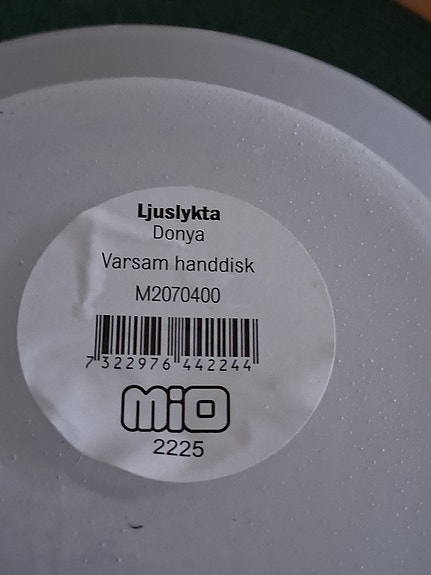 Ljuslykta
Donya
Varsam handdisk
M2070400
7 322976 442244
mio
2225